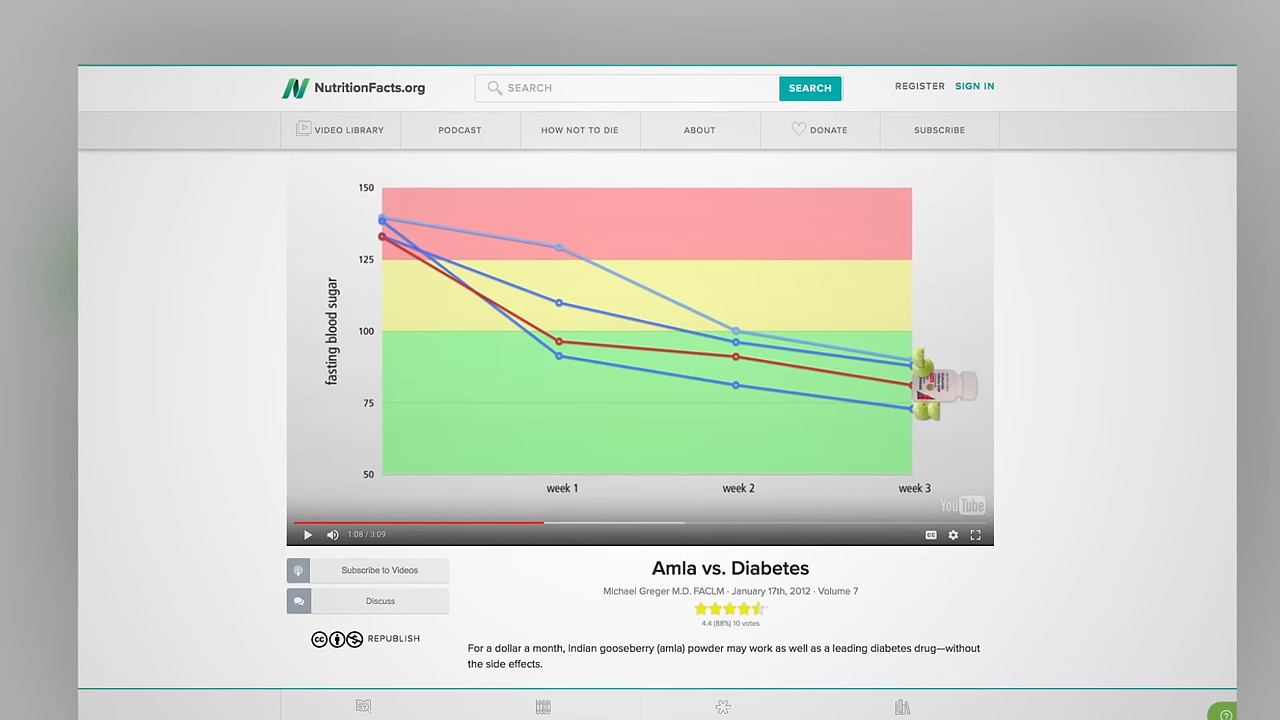 NutritionFacts.org
SEARCH
SEARCH
REGISTER SIGN IN
VIDEO LIBRARY
PODCAST
HOW NOT TO DIE
ABOUT
DONATE
SUBSCRIBE
150
125
100
75
50
fasting blood sugar
week 1
week 2
week 3
YouTube
1:08 / 3:09
CC
Subscribe to Videos
Discuss
cc
REPUBLISH
Amla vs. Diabetes
Michael Greger M.D. FACLM · January 17th, 2012 · Volume 7
4.4 (88%) 10 votes
For a dollar a month, Indian gooseberry (amla) powder may work as well as a leading diabetes drug—without
the side effects.
?